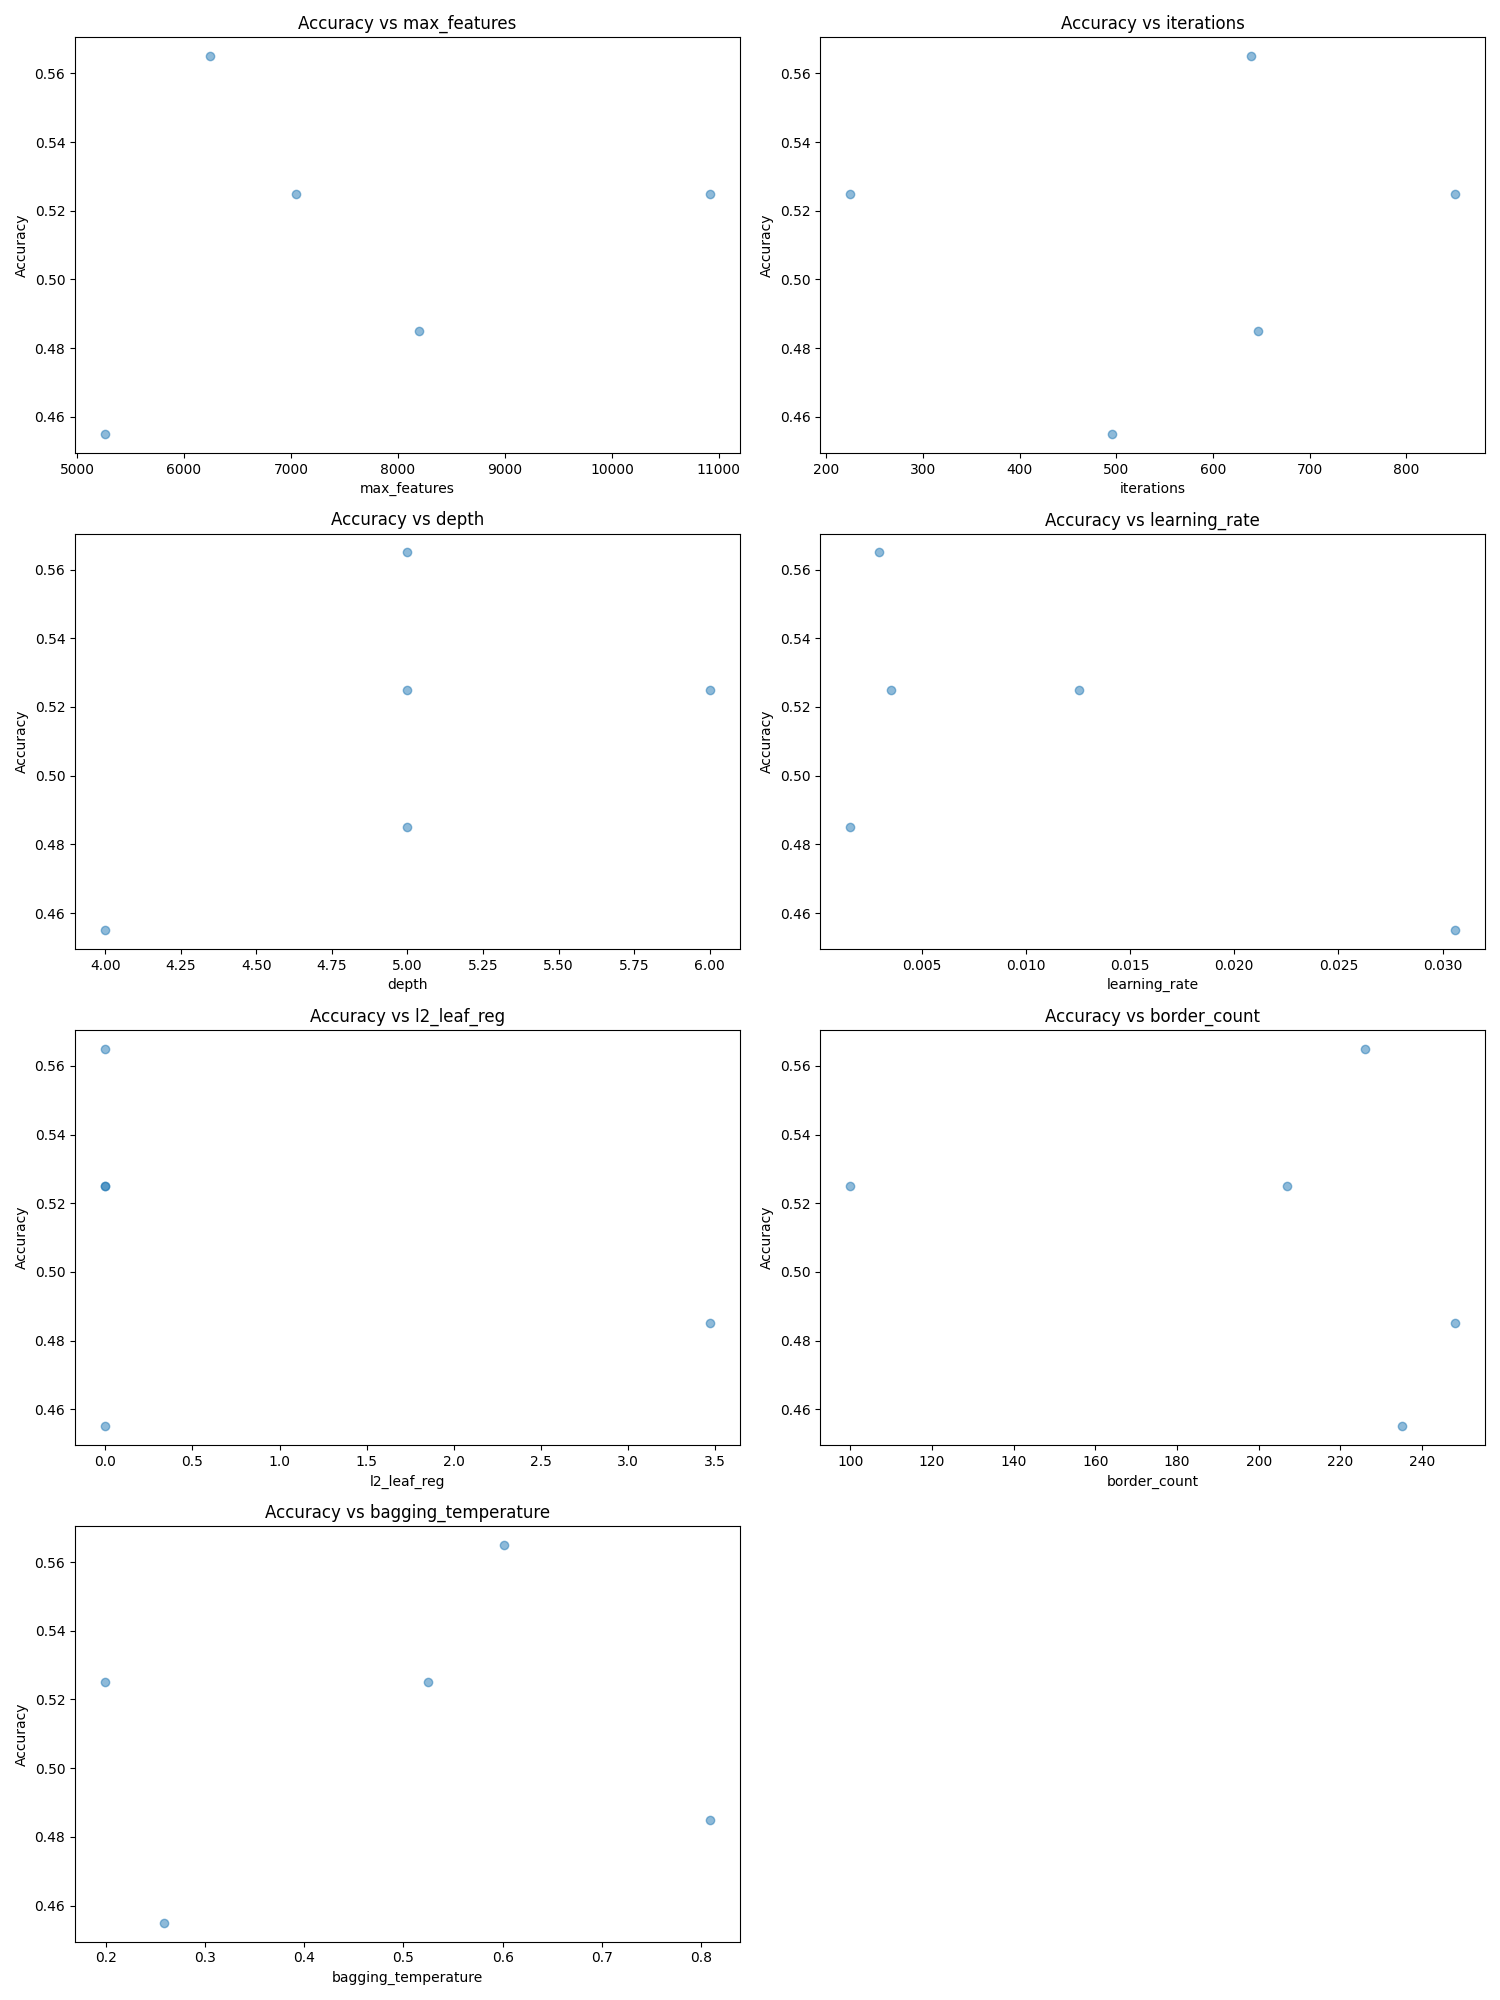 Accuracy vs max_features
0.56
0.54
0.52
0.50
0.48
0.46
Accuracy
5000 6000 7000 8000 9000 10000 11000
max_features
Accuracy vs iterations
0.56
0.54
0.52
0.50
0.48
0.46
Accuracy
200 300 400 500 600 700 800
iterations
Accuracy vs depth
0.56
0.54
0.52
0.50
0.48
0.46
Accuracy
4.00 4.25 4.50 4.75 5.00 5.25 5.50 5.75 6.00
depth
Accuracy vs learning_rate
0.56
0.54
0.52
0.50
0.48
0.46
Accuracy
0.005 0.010 0.015 0.020 0.025 0.030
learning_rate
Accuracy vs l2_leaf_reg
0.56
0.54
0.52
0.50
0.48
0.46
Accuracy
0.0 0.5 1.0 1.5 2.0 2.5 3.0 3.5
l2_leaf_reg
Accuracy vs border_count
0.56
0.54
0.52
0.50
0.48
0.46
Accuracy
100 120 140 160 180 200 220 240
border_count
Accuracy vs bagging_temperature
0.56
0.54
0.52
0.50
0.48
0.46
Accuracy
0.2 0.3 0.4 0.5 0.6 0.7 0.8
bagging_temperature